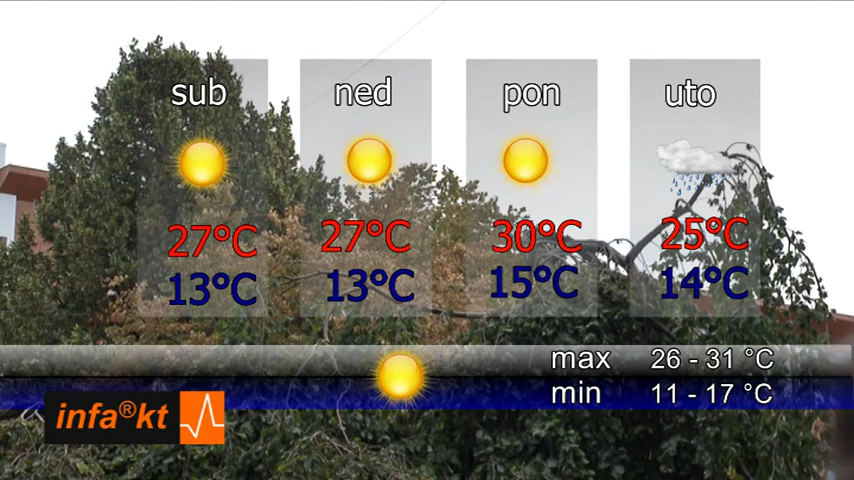 sub ned pon uto
27°C 27°C 30°C 25°C
13°C 13°C 15°C 14°C
max 26 - 31 °C
min 11 - 17 °C
infa®kt